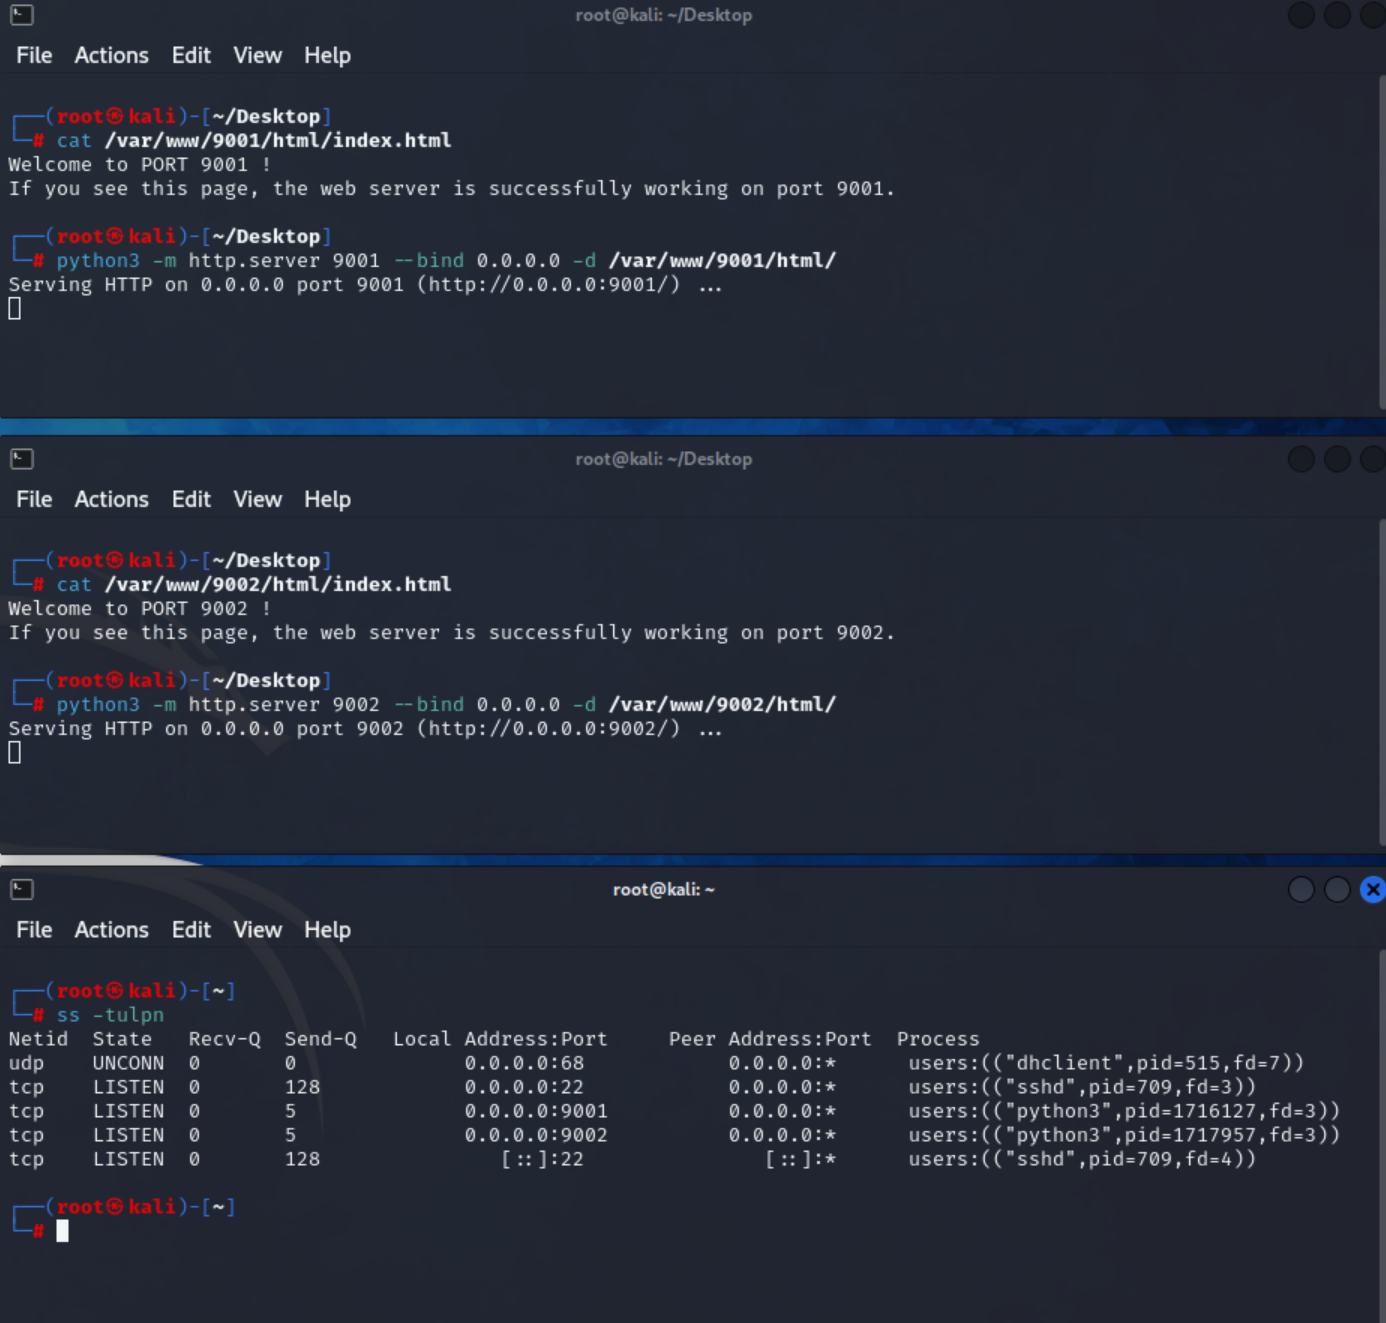 root@kali: ~/Desktop
File Actions Edit View Help
┌──(root㉿kali)-[~/Desktop]
└─# cat /var/www/9001/html/index.html
Welcome to PORT 9001 !
If you see this page, the web server is successfully working on port 9001.
┌──(root㉿kali)-[~/Desktop]
└─# python3 -m http.server 9001 --bind 0.0.0.0 -d /var/www/9001/html/
Serving HTTP on 0.0.0.0 port 9001 (http://0.0.0.0:9001/) ...
root@kali: ~/Desktop
File Actions Edit View Help
┌──(root㉿kali)-[~/Desktop]
└─# cat /var/www/9002/html/index.html
Welcome to PORT 9002 !
If you see this page, the web server is successfully working on port 9002.
┌──(root㉿kali)-[~/Desktop]
└─# python3 -m http.server 9002 --bind 0.0.0.0 -d /var/www/9002/html/
Serving HTTP on 0.0.0.0 port 9002 (http://0.0.0.0:9002/) ...
root@kali: ~
File Actions Edit View Help
┌──(root㉿kali)-[~]
└─# ss -tulpn
Netid State Recv-Q Send-Q Local Address:Port Peer Address:Port Process
udp UNCONN 0 0 0.0.0.0:68 0.0.0.0:* users:(("dhclient",pid=515,fd=7))
tcp LISTEN 0 128 0.0.0.0:22 0.0.0.0:* users:(("sshd",pid=709,fd=3))
tcp LISTEN 0 5 0.0.0.0:9001 0.0.0.0:* users:(("python3",pid=1716127,fd=3))
tcp LISTEN 0 5 0.0.0.0:9002 0.0.0.0:* users:(("python3",pid=1717957,fd=3))
tcp LISTEN 0 128 [::]:22 [::]:* users:(("sshd",pid=709,fd=4))
┌──(root㉿kali)-[~]
└─#